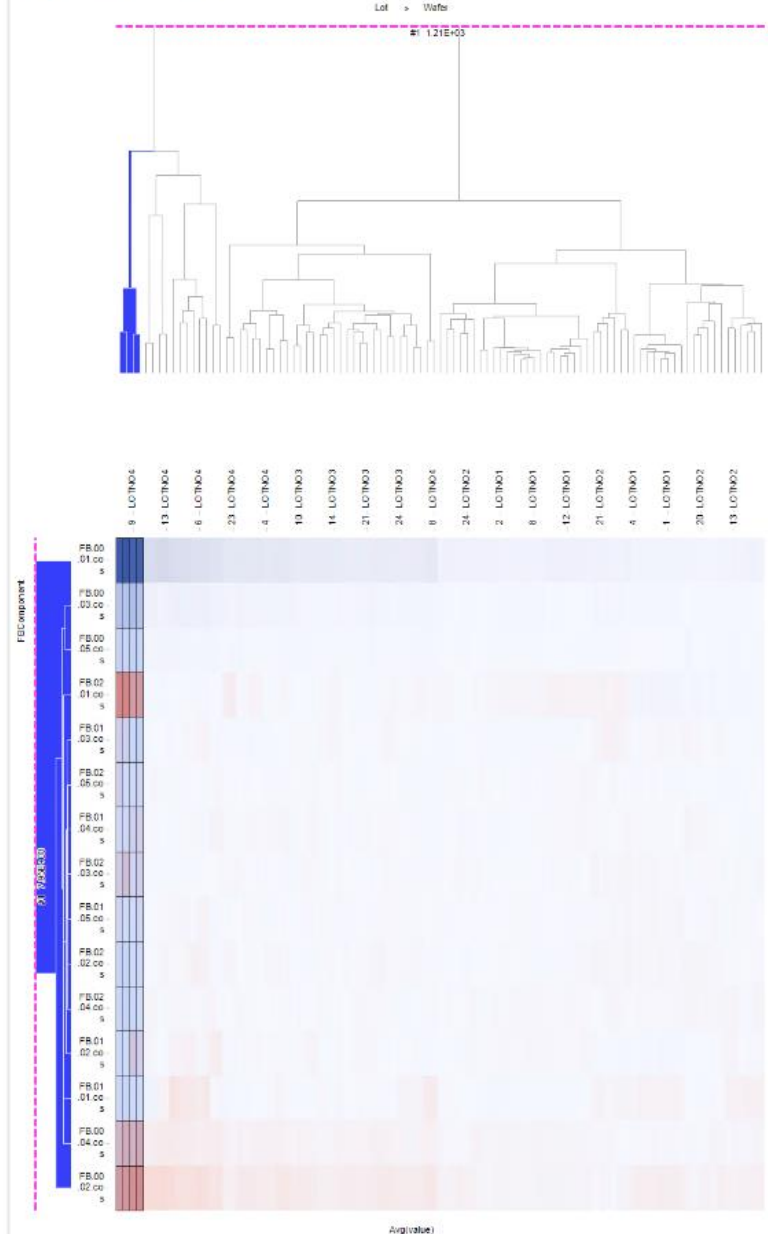 Lot > Wafer
#1 1.21E+03
9 - LOTNO4
13 LOTNO4
6 - LOTNO4
23 LOTNO4
4 - LOTNO4
10 LOTNO3
14 - LOTNO3
21 LOTNO3
24 LOTNO3
8 LOTNO4
24 LOTNO2
2 LOTNO1
8 LOTNO1
12 LOTNO1
21 LOTNO2
4 LOTNO1
1 - LOTNO1
20 LOTNO2
13 LOTNO2
FBComponent
FB.00
.01.co
s
FB.00
.03.co
s
FB.00
.05.co
s
FB.02
.01.co
s
FB.01
.03.co
s
FB.02
.05.co
s
FB.01
.04.co
s
FB.02
.03.co
s
FB.01
.05.co
s
FB.02
.02.co
s
FB.02
.04.co
s
FB.01
.02.co
s
FB.01
.01.co
s
FB.00
.04.co
s
FB.00
.02.co
s
Avg(value)